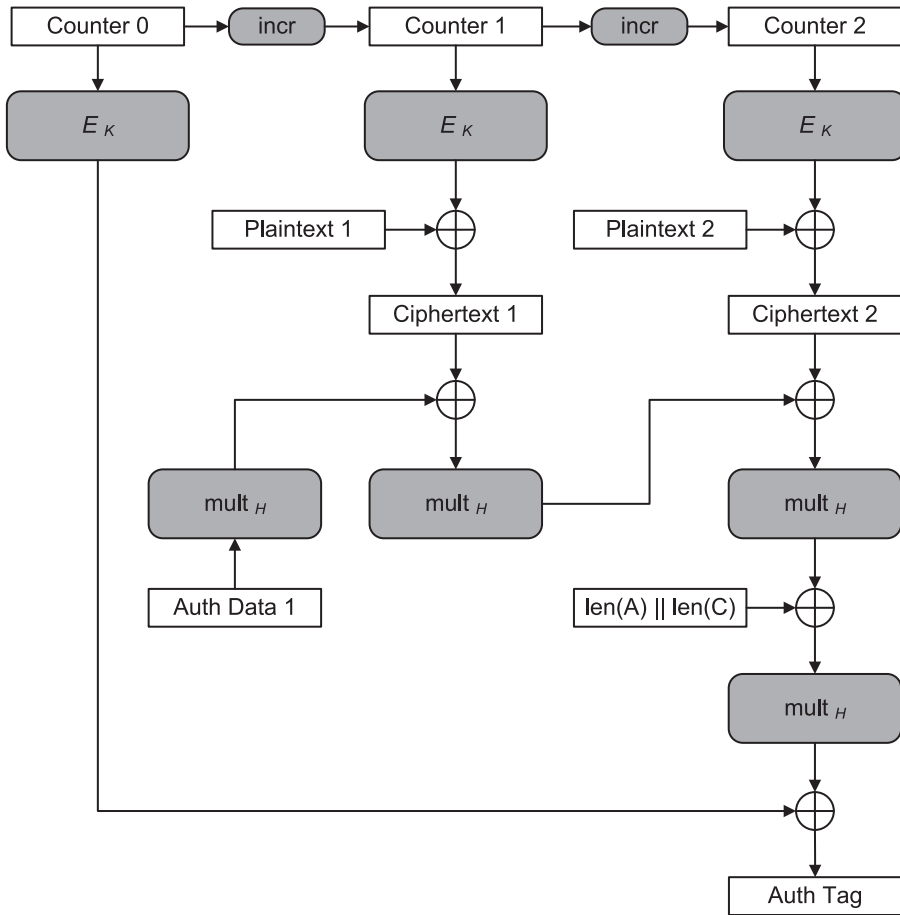 Counter 0
incr
Counter 1
incr
Counter 2
E K
E K
E K
Plaintext 1
Plaintext 2
Ciphertext 1
Ciphertext 2
mult H
mult H
mult H
Auth Data 1
len(A) || len(C)
mult H
Auth Tag